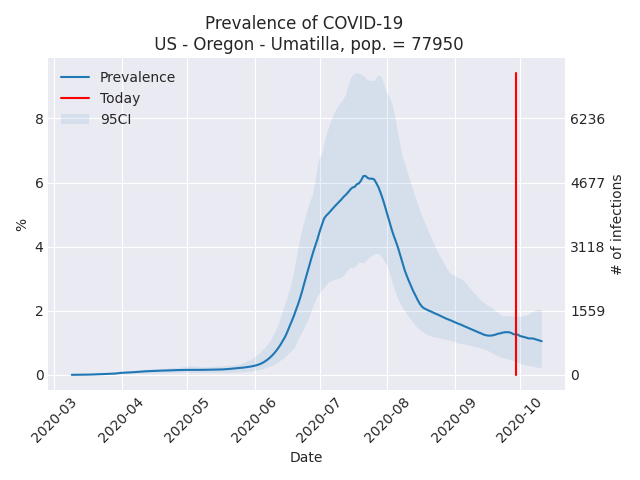 Prevalence of COVID-19
US - Oregon - Umatilla, pop. = 77950
Prevalence
Today
95CI
8
6
4
2
0
%
6236
4677
3118
1559
0
# of infections
2020-03
2020-04
2020-05
2020-06
2020-07
2020-08
2020-09
2020-10
Date